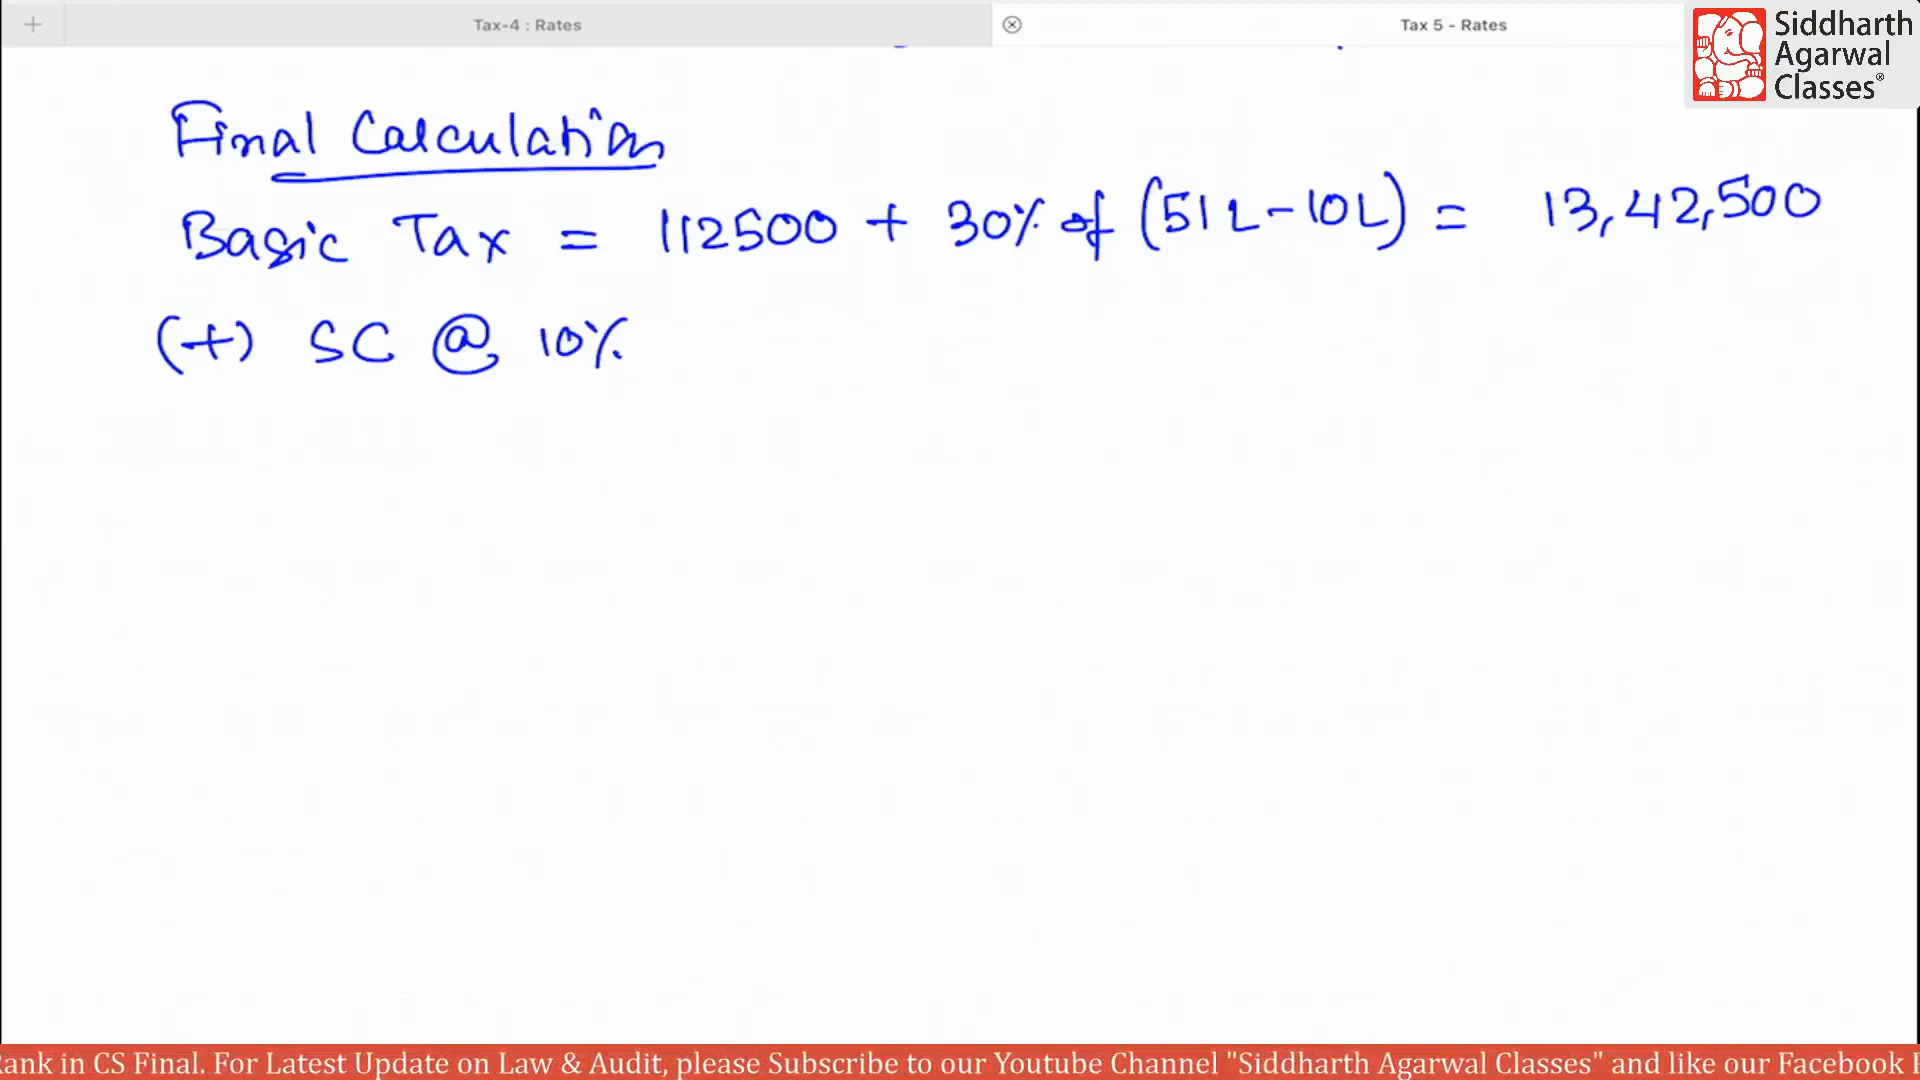 + Tax-4 : Rates Tax 5 - Rates
Siddharth
Agarwal
Classes®
Final Calculation
Basic Tax = 112500 + 30% of (51L-10L) = 13,42,500
(+) SC @ 10%
ank in CS Final. For Latest Update on Law & Audit, please Subscribe to our Youtube Channel "Siddharth Agarwal Classes" and like our Facebook